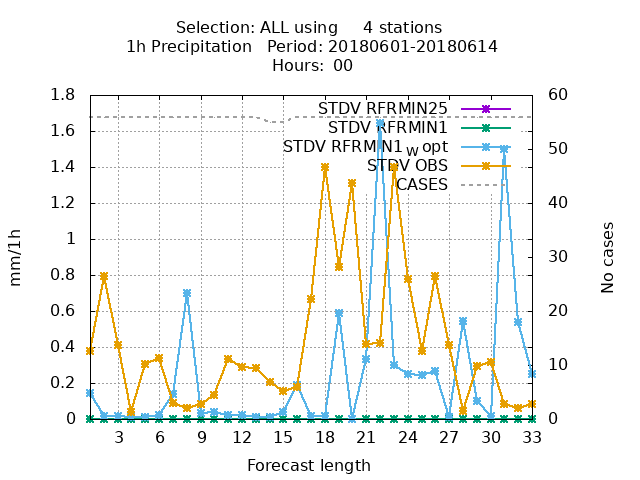 Selection: ALL using     4 stations
1h Precipitation   Period: 20180601-20180614
Hours:  00
STDV RFRMIN25
STDV RFRMIN1
STDV RFRMIN1 w opt
STDV OBS
CASES
1.8
1.6
1.4
1.2
1
0.8
0.6
0.4
0.2
0
mm/1h
60
50
40
30
20
10
0
No cases
3 6 9 12 15 18 21 24 27 30 33
Forecast length